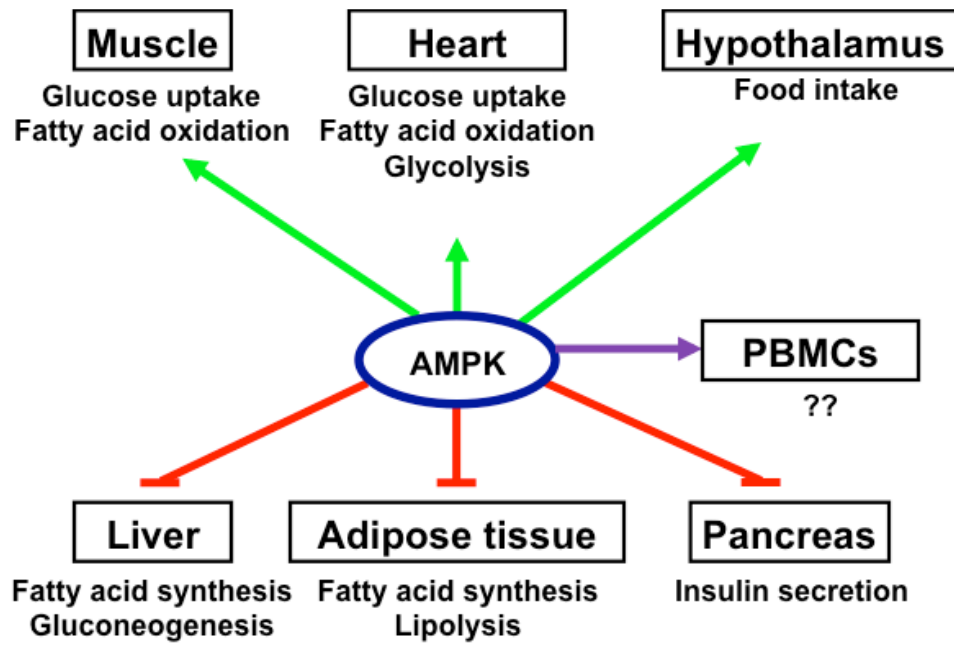 Muscle
Glucose uptake
Fatty acid oxidation
Heart
Glucose uptake
Fatty acid oxidation
Glycolysis
Hypothalamus
Food intake
AMPK
PBMCs
??
Liver
Fatty acid synthesis
Gluconeogenesis
Adipose tissue
Fatty acid synthesis
Lipolysis
Pancreas
Insulin secretion